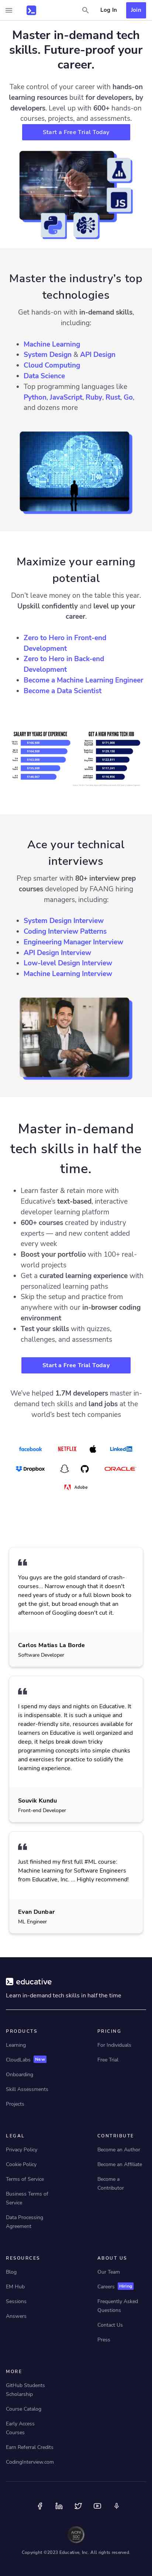 Log In
Join
Master in-demand tech
skills. Future-proof your
career.
Take control of your career with hands-
on learning resources built for developers, by
developers. Level up with 600+ hands-on
courses, projects, and assessments.
Start a Free Trial Today
JS
Master the industry's top
technologies
Get hands-on with in-demand skills,
including:
Machine Learning
System Design & API Design
Cloud Computing
Data Science
Top programming languages like
Python, JavaScript, Ruby, Rust, Go,
and dozens more
Maximize your earning
potential
Don't leave money on the table this year.
Upskill confidently and level up your
career.
Zero to Hero in Front-end
Development
Zero to Hero in Back-end
Development
Become a Machine Learning Engineer
Become a Data Scientist
SALARY BY YEARS OF EXPERIENCE
GET A HIGH PAYING TECH JOB
Ace your technical
interviews
Prep smarter with 80+ interview prep
courses developed by FAANG hiring
managers, including:
System Design Interview
Coding Interview Patterns
Engineering Manager Interview
API Design Interview
Low-level Design Interview
Machine Learning Interview
Master in-demand
tech skills in half the
time.
Learn faster & retain more with
Educative's text-based, interactive
developer learning platform
600+ courses created by industry
experts — and new content added
every week
Boost your portfolio with 100+ real-
world projects
Get a curated learning experience with
personalized learning paths
Skip the setup and practice from
anywhere with our in-browser coding
environment
Test your skills with quizzes,
challenges, and assessments
Start a Free Trial Today
We've helped 1.7M developers master in-
demand tech skills and land jobs at the
world's best tech companies
facebook
NETFLIX
LinkedIn
Dropbox
ORACLE
Adobe
You guys are the gold standard of crash-
courses... Narrow enough that it doesn't
need years of study or a full blown book to
get the gist, but broad enough that an
afternoon of Googling doesn't cut it.
Carlos Matias La Borde
Software Developer
I spend my days and nights on Educative. It
is indispensable. It is such a unique and
reader-friendly site, resources available for
learners on Educative is well organized and
deep, it helps break down tricky
programming concepts into simple chunks
and exercises for practice to solidify the
learning experience.
Souvik Kundu
Front-end Developer
Just finished my first full #ML course:
Machine learning for Software Engineers
from Educative, Inc. ... Highly recommend!
Evan Dunbar
ML Engineer
educative
Learn in-demand tech skills in half the time
PRODUCTS
Learning
CloudLabs New
Onboarding
Skill Assessments
Projects
PRICING
For Individuals
Free Trial
LEGAL
Privacy Policy
Cookie Policy
Terms of Service
Business Terms of
Service
Data Processing
Agreement
CONTRIBUTE
Become an Author
Become an Affiliate
Become a
Contributor
RESOURCES
Blog
EM Hub
Sessions
Answers
ABOUT US
Our Team
Careers Hiring
Frequently Asked
Questions
Contact Us
Press
MORE
GitHub Students
Scholarship
Course Catalog
Early Access
Courses
Earn Referral Credits
CodingInterview.com
Copyright ©2023 Educative, Inc. All rights reserved.